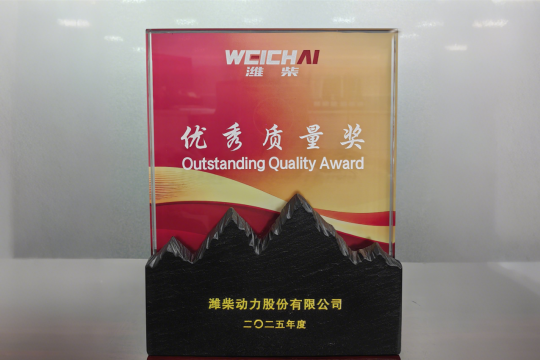 WEICHAI
潍柴
优秀质量奖
Outstanding Quality Award
潍柴动力股份有限公司
二〇二五年度